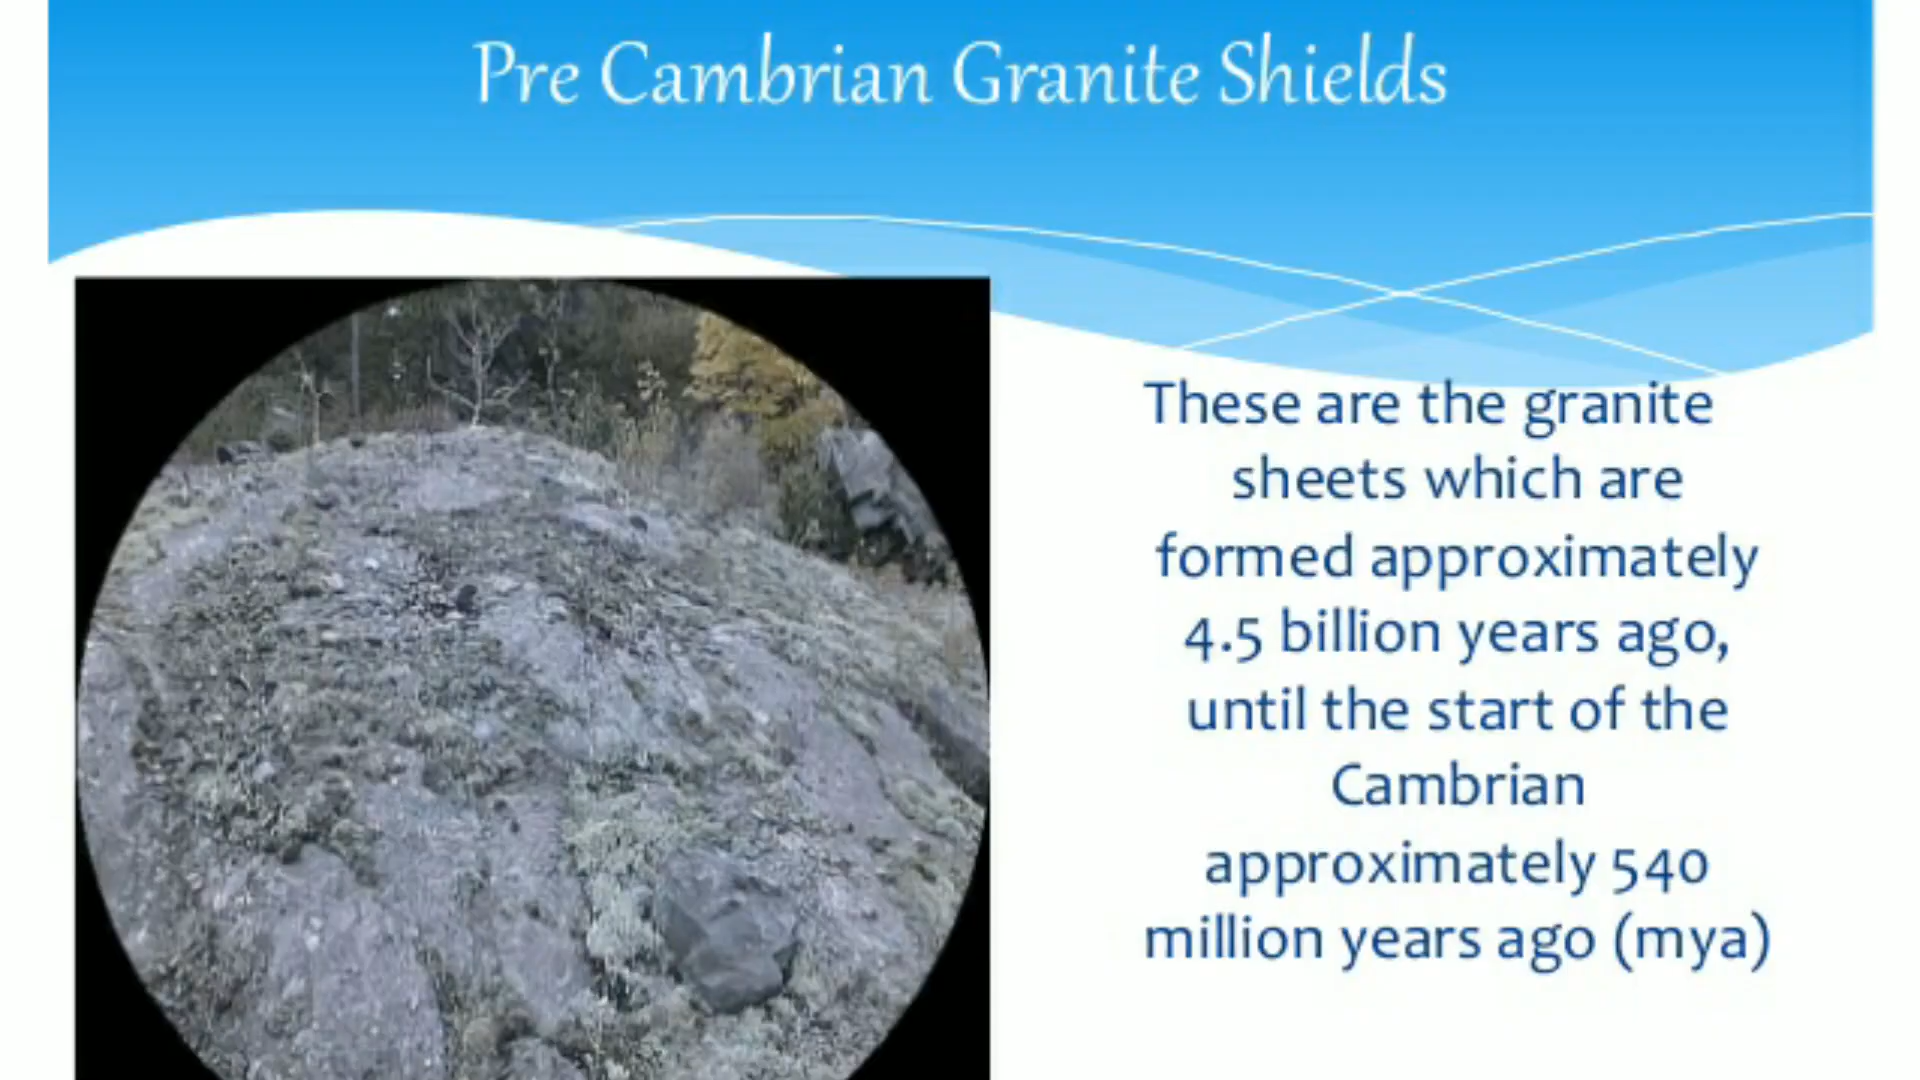 Pre Cambrian Granite Shields
These are the granite
sheets which are
formed approximately
4.5 billion years ago,
until the start of the
Cambrian
approximately 540
million years ago (mya)